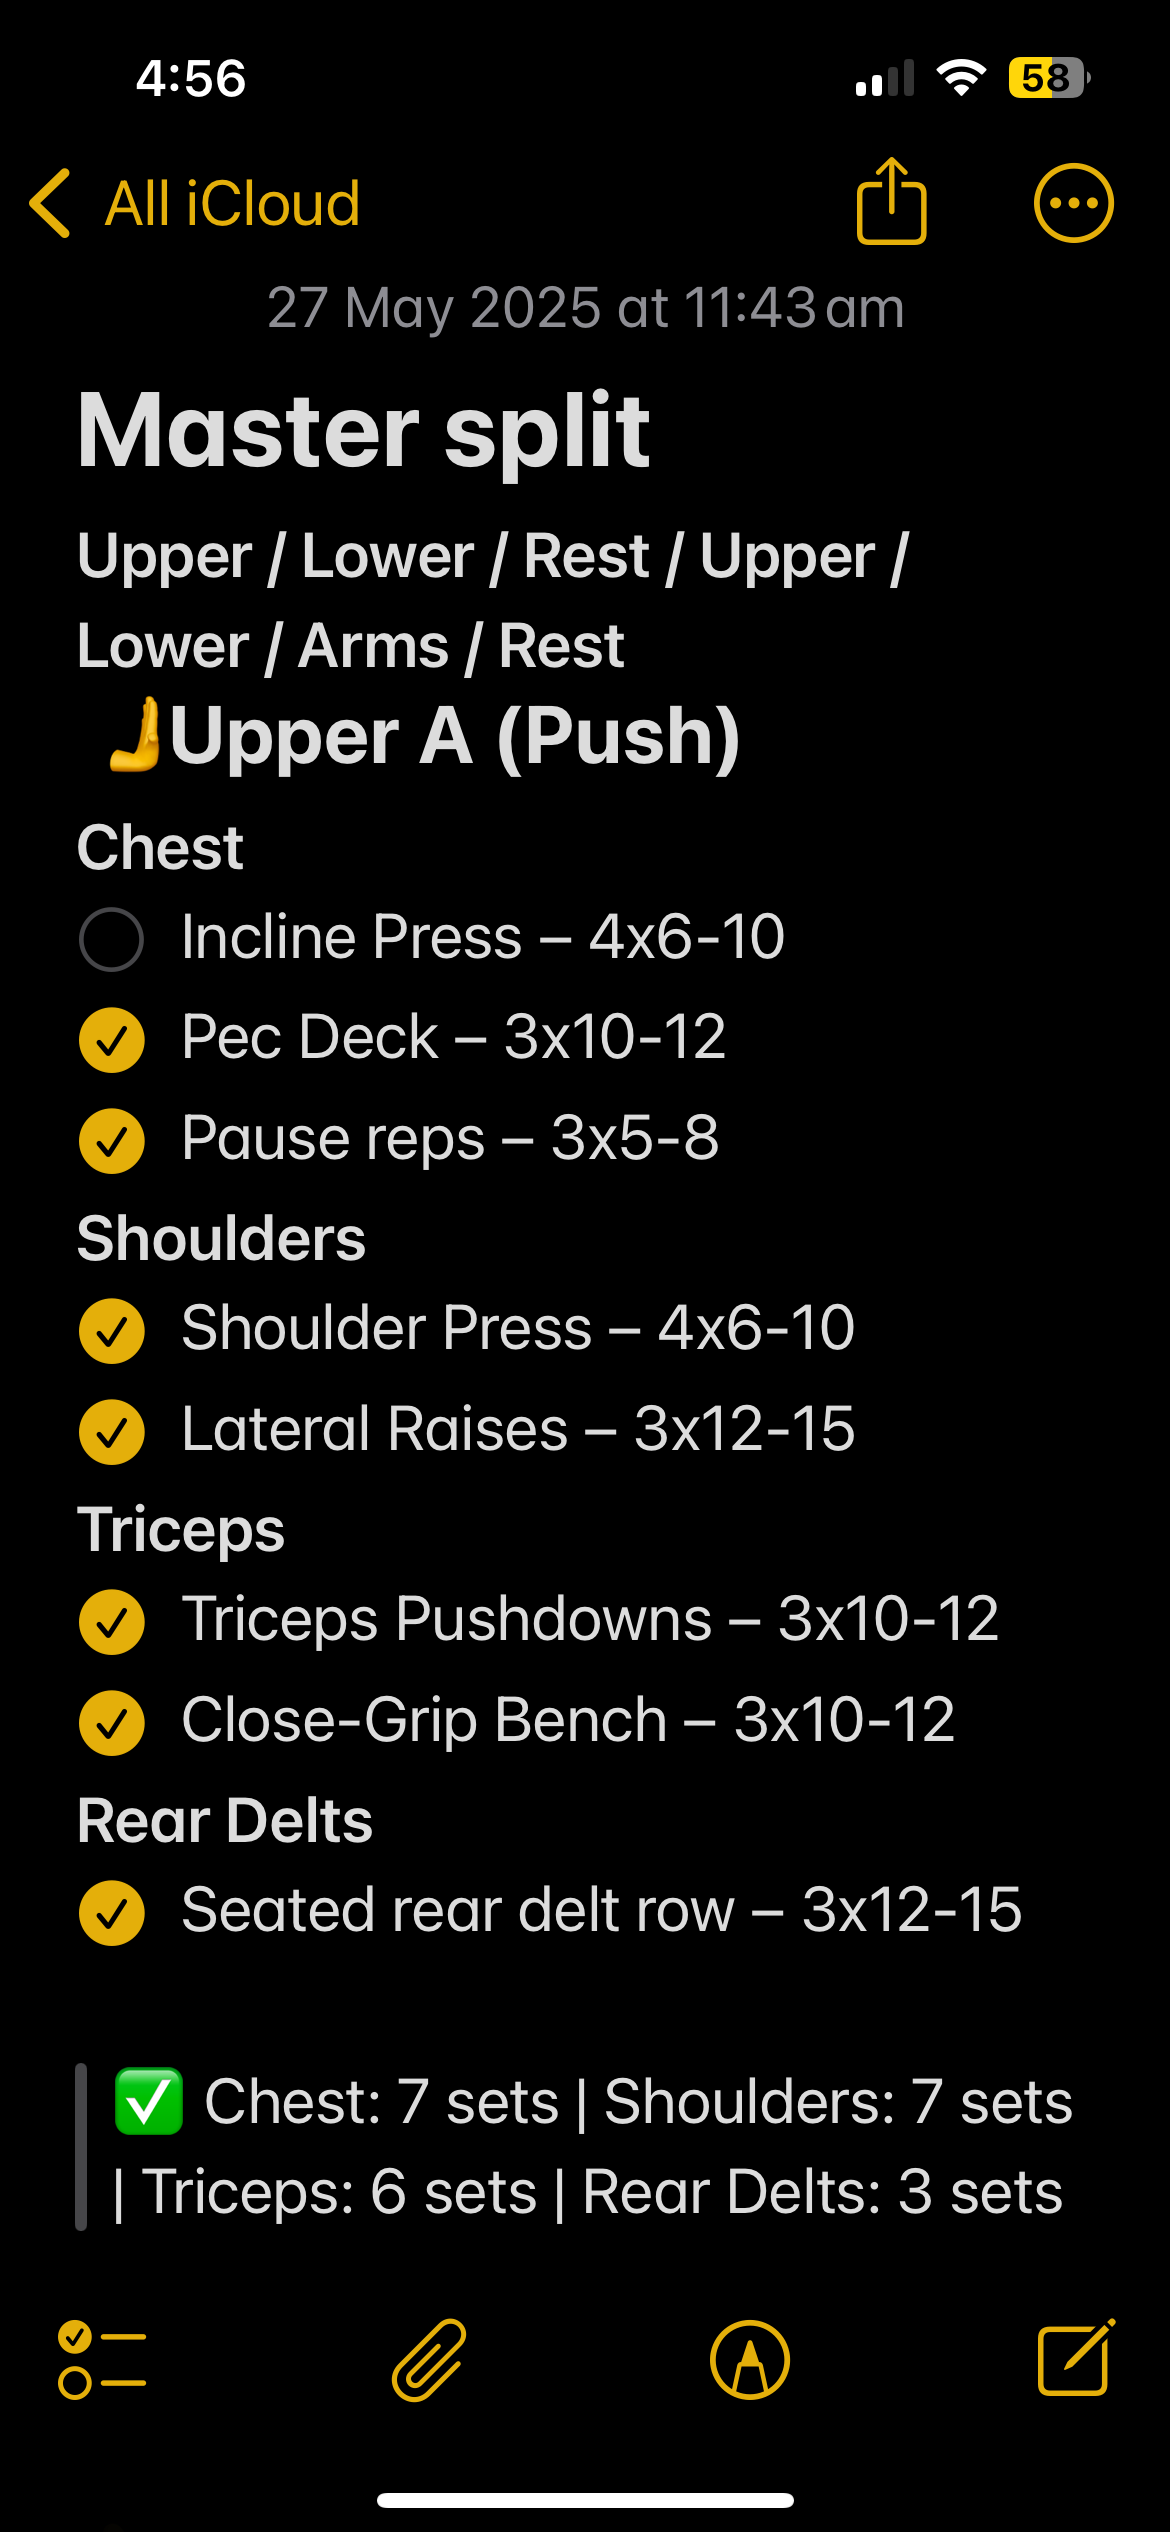 4:56
58
All iCloud
27 May 2025 at 11:43 am
Master split
Upper / Lower / Rest / Upper /
Lower / Arms / Rest
🫷Upper A (Push)
Chest
Incline Press – 4x6-10
Pec Deck – 3x10-12
Pause reps – 3x5-8
Shoulders
Shoulder Press – 4x6-10
Lateral Raises – 3x12-15
Triceps
Triceps Pushdowns – 3x10-12
Close-Grip Bench – 3x10-12
Rear Delts
Seated rear delt row – 3x12-15
✅ Chest: 7 sets | Shoulders: 7 sets
| Triceps: 6 sets | Rear Delts: 3 sets